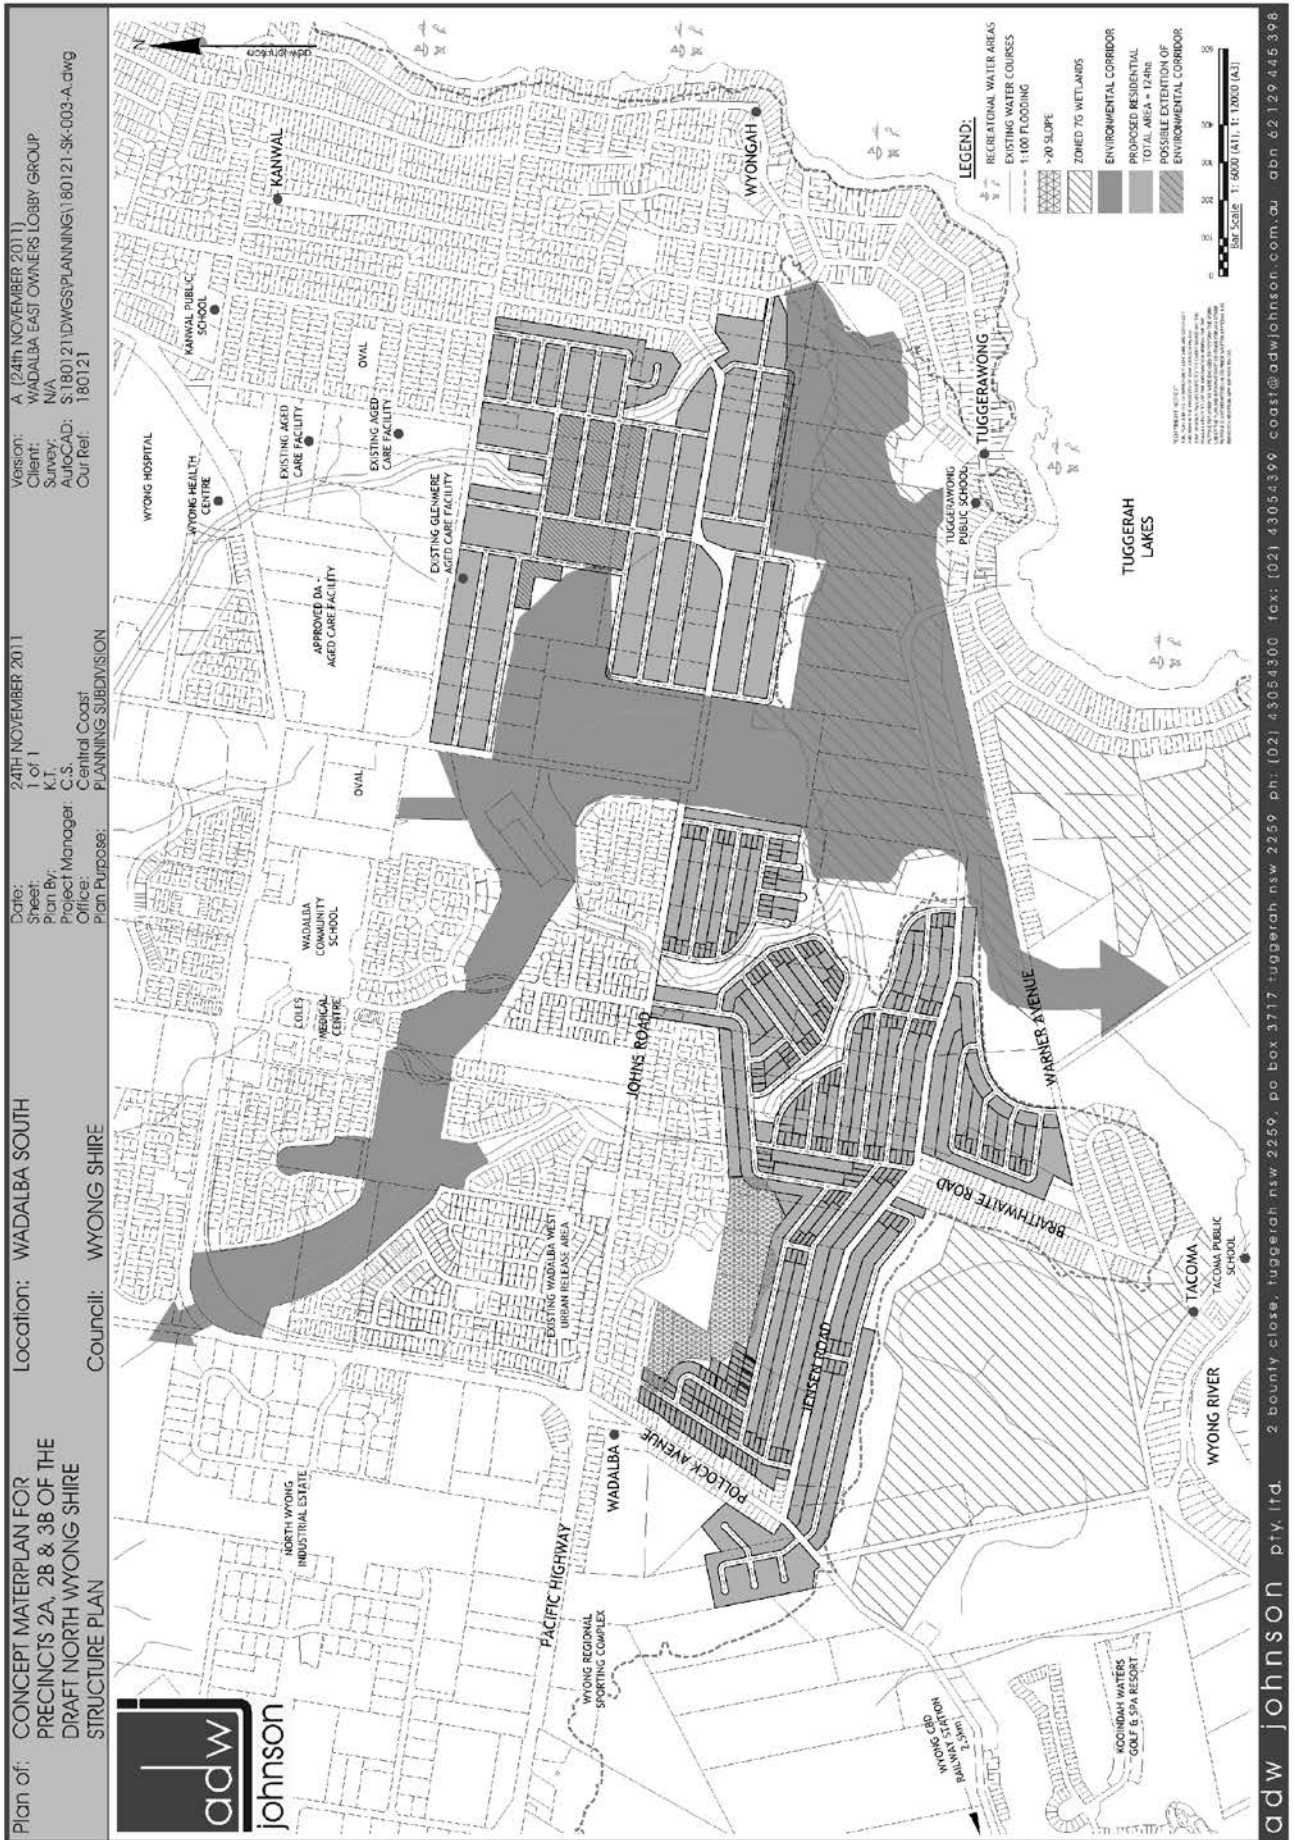 Plan of: CONCEPT MATERPLAN FOR
PRECINCTS 2A, 2B & 3B OF THE
DRAFT NORTH WYONG SHIRE
STRUCTURE PLAN
Location: WADALBA SOUTH
Council: WYONG SHIRE
Date: 24TH NOVEMBER 2011
Sheet: 1 of 1
Plan By: K.T.
Project Manager: C.S.
Office: Central Coast
Plan Purpose: PLANNING SUBDIVISION
Version: A (24th NOVEMBER 2011)
Client: WADALBA EAST OWNERS LOBBY GROUP
Survey: N/A
AutoCAD: S:\180121\DWGS\PLANNING\180121-SK-003-A.dwg
Our Ref: 180121
adw
johnson
N
adwjohnson
NORTH WYONG
INDUSTRIAL ESTATE
PACIFIC HIGHWAY
WYONG REGIONAL
SPORTING COMPLEX
WADALBA
POLLOCK AVENUE
JENSEN ROAD
EXISTING WADALBA WEST
URBAN RELEASE AREA
JOHNS ROAD
COLES
MEDICAL
CENTRE
WADALBA
COMMUNITY
SCHOOL
OVAL
APPROVED DA -
AGED CARE FACILITY
WYONG HOSPITAL
WYONG HEALTH
CENTRE
EXISTING AGED
CARE FACILITY
EXISTING AGED
CARE FACILITY
EXISTING GLENMERE
AGED CARE FACILITY
OVAL
KANWAL PUBLIC
SCHOOL
KANWAL
WYONGAH
TUGGERAWONG
TUGGERAWONG
PUBLIC SCHOOL
TUGGERAH
LAKES
WARNER AVENUE
BRAITHWAITE ROAD
TACOMA
TACOMA PUBLIC
SCHOOL
WYONG RIVER
KOOINDAH WATERS
GOLF & SPA RESORT
WYONG CBD
RAILWAY STATION
2.5km
LEGEND:
RECREATIONAL WATER AREAS
EXISTING WATER COURSES
1:100 FLOODING
>20 SLOPE
ZONED 7G WETLANDS
ENVIRONMENTAL CORRIDOR
PROPOSED RESIDENTIAL
TOTAL AREA = 124ha
POSSIBLE EXTENTION OF
ENVIRONMENTAL CORRIDOR
Bar Scale 1: 6000 (A1), 1: 12000 (A3)
adw johnson pty. ltd. 2 bounty close, tuggerah nsw 2259, po box 3717 tuggerah nsw 2259 ph: (02) 43054300 fax: (02) 43054399 coast@adwjohnson.com.au abn 62 129 445 398